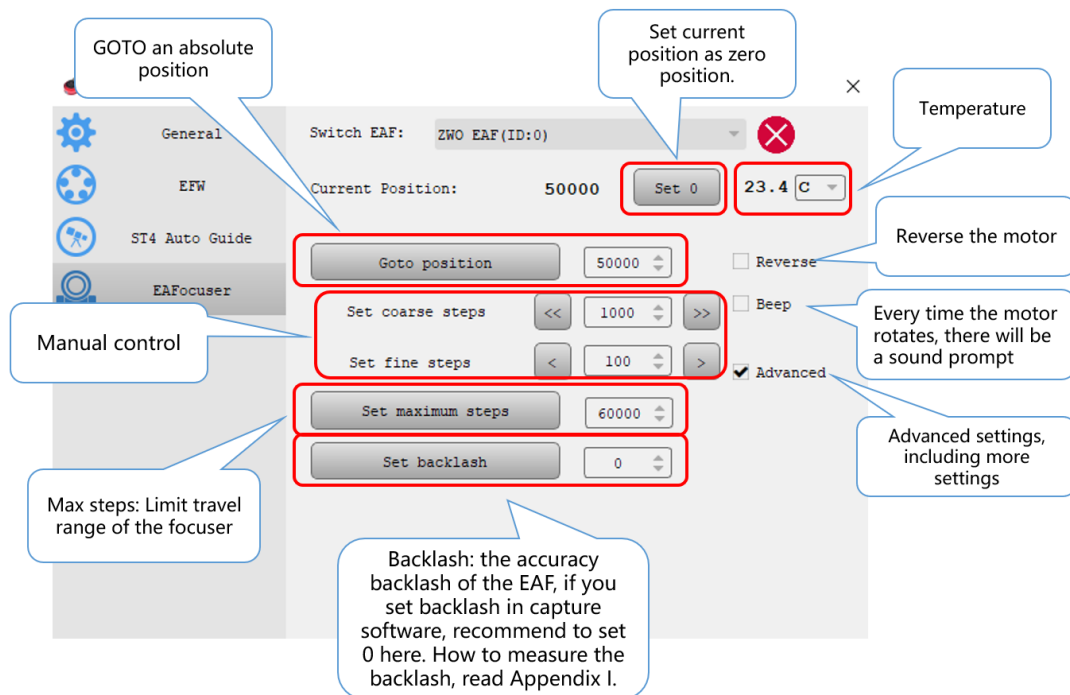 GOTO an absolute
position
Set current
position as zero
position.
Temperature
General
Switch EAF:
ZWO EAF(ID:0)
EFW
Current Position:
50000
Set 0
23.4
C
ST4 Auto Guide
Reverse the motor
Goto position
50000
Reverse
EAFocuser
Set coarse steps
<<
1000
>>
Beep
Every time the motor
rotates, there will be
a sound prompt
Manual control
Set fine steps
<
100
>
Advanced
Set maximum steps
60000
Advanced settings,
including more
settings
Set backlash
0
Max steps: Limit travel
range of the focuser
Backlash: the accuracy
backlash of the EAF, if you
set backlash in capture
software, recommend to set
0 here. How to measure the
backlash, read Appendix I.